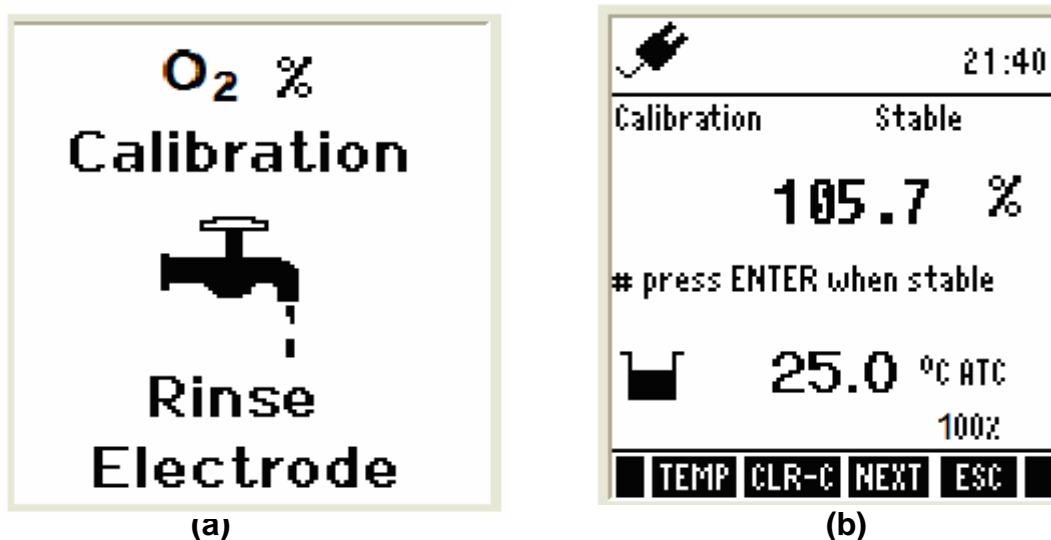 O₂ %
Calibration
Rinse
Electrode
(a)
21:40
Calibration Stable
105.7 %
# press ENTER when stable
25.0 ºC ATC
100%
TEMP CLR-C NEXT ESC
(b)